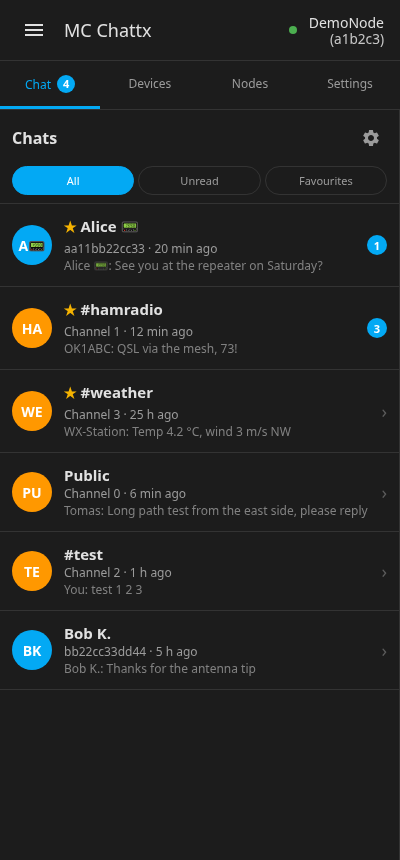 MC Chattx
DemoNode
(a1b2c3)
Chat 4
Devices
Nodes
Settings
Chats
All
Unread
Favourites
A📟
★ Alice 📟
aa11bb22cc33 · 20 min ago
Alice 📟: See you at the repeater on Saturday?
1
HA
★ #hamradio
Channel 1 · 12 min ago
OK1ABC: QSL via the mesh, 73!
3
WE
★ #weather
Channel 3 · 25 h ago
WX-Station: Temp 4.2 °C, wind 3 m/s NW
PU
Public
Channel 0 · 6 min ago
Tomas: Long path test from the east side, please reply
TE
#test
Channel 2 · 1 h ago
You: test 1 2 3
BK
Bob K.
bb22cc33dd44 · 5 h ago
Bob K.: Thanks for the antenna tip